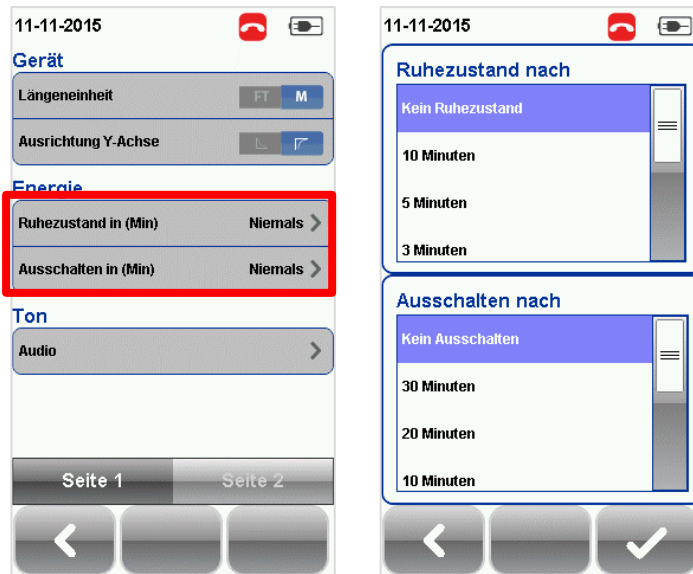 11-11-2015
Gerät
Längeneinheit FT M
Ausrichtung Y-Achse
Energie
Ruhezustand in (Min) Niemals
Ausschalten in (Min) Niemals
Ton
Audio
Seite 1 Seite 2
11-11-2015
Ruhezustand nach
Kein Ruhezustand
10 Minuten
5 Minuten
3 Minuten
Ausschalten nach
Kein Ausschalten
30 Minuten
20 Minuten
10 Minuten